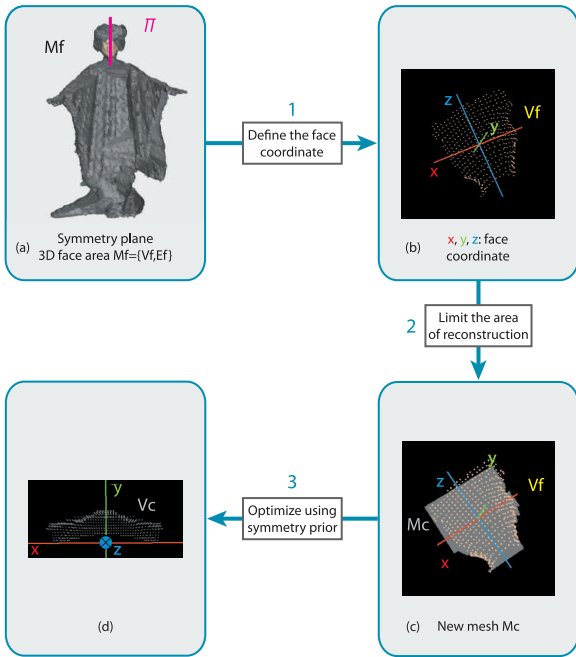 Π
Mf
(a)
Symmetry plane
3D face area Mf={Vf,Ef}
1
Define the face
coordinate
z
Vf
y
x
(b)
x, y, z: face
coordinate
2
Limit the area
of reconstruction
y
z
Vf
Mc
x
(c) New mesh Mc
3
Optimize using
symmetry prior
-y
Vc
x
z
(d)